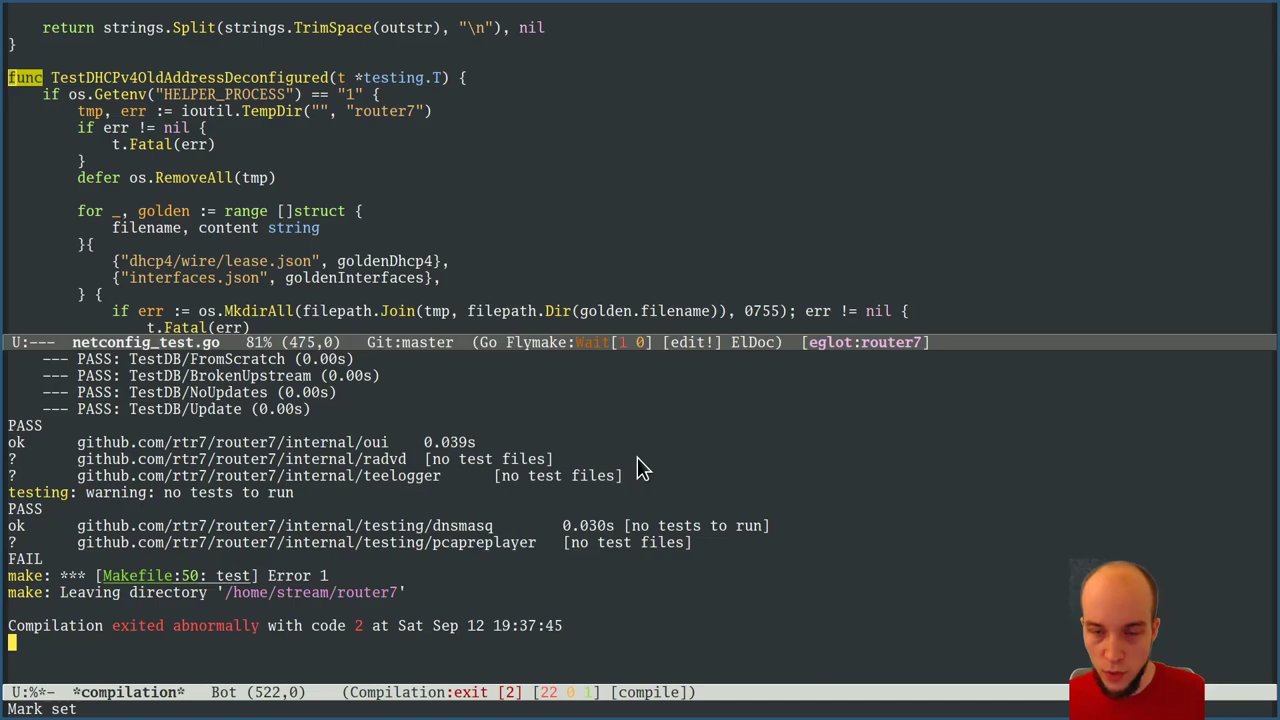 return strings.Split(strings.TrimSpace(outstr), "\n"), nil
}
func TestDHCPv4OldAddressDeconfigured(t *testing.T) {
    if os.Getenv("HELPER_PROCESS") == "1" {
        tmp, err := ioutil.TempDir("", "router7")
        if err != nil {
            t.Fatal(err)
        }
        defer os.RemoveAll(tmp)
        for _, golden := range []struct {
            filename, content string
        }{
            {"dhcp4/wire/lease.json", goldenDhcp4},
            {"interfaces.json", goldenInterfaces},
        } {
            if err := os.MkdirAll(filepath.Join(tmp, filepath.Dir(golden.filename)), 0755); err != nil {
                t.Fatal(err)
U:---  netconfig_test.go   81% (475,0)    Git:master  (Go Flymake:Wait[1 0] [edit!] ElDoc)  [eglot:router7]
    --- PASS: TestDB/FromScratch (0.00s)
    --- PASS: TestDB/BrokenUpstream (0.00s)
    --- PASS: TestDB/NoUpdates (0.00s)
    --- PASS: TestDB/Update (0.00s)
PASS
ok      github.com/rtr7/router7/internal/oui    0.039s
?       github.com/rtr7/router7/internal/radvd  [no test files]
?       github.com/rtr7/router7/internal/teelogger      [no test files]
testing: warning: no tests to run
PASS
ok      github.com/rtr7/router7/internal/testing/dnsmasq        0.030s [no tests to run]
?       github.com/rtr7/router7/internal/testing/pcapreplayer   [no test files]
FAIL
make: *** [Makefile:50: test] Error 1
make: Leaving directory '/home/stream/router7'
Compilation exited abnormally with code 2 at Sat Sep 12 19:37:45
U:%*-  *compilation*   Bot (522,0)    (Compilation:exit [2] [22 0 1] [compile])
Mark set